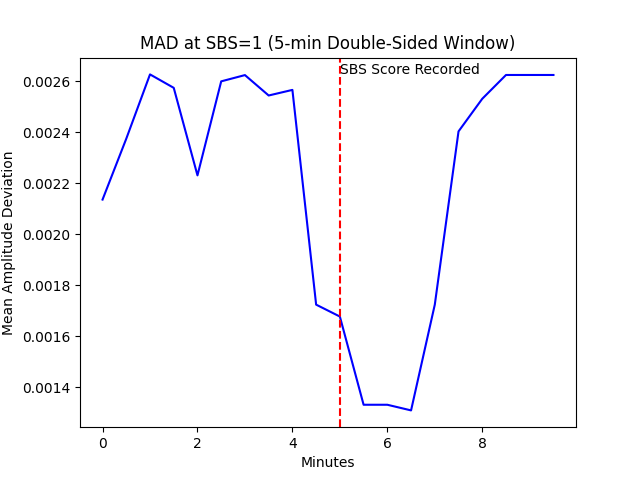 MAD at SBS=1 (5-min Double-Sided Window)
SBS Score Recorded
Mean Amplitude Deviation
0.0026
0.0024
0.0022
0.0020
0.0018
0.0016
0.0014
0 2 4 6 8
Minutes